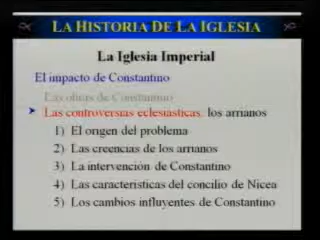 LA HISTORIA DE LA IGLESIA
La Iglesia Imperial
El impacto de Constantino
Las obras de Constantino
Las controversias eclesiásticas: los arrianos
1) El origen del problema
2) Las creencias de los arrianos
3) La intervención de Constantino
4) Las características del concilio de Nicea
5) Los cambios influyentes de Constantino